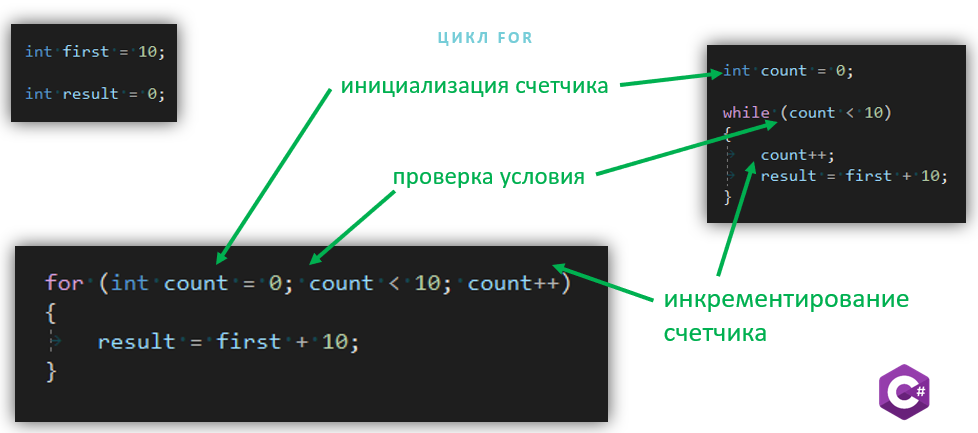 ЦИКЛ FOR
int first = 10;
int result = 0;
инициализация счетчика
int count = 0;
while (count < 10)
{
count++;
result = first + 10;
}
проверка условия
for (int count = 0; count < 10; count++)
{
result = first + 10;
}
инкрементирование
счетчика
C#